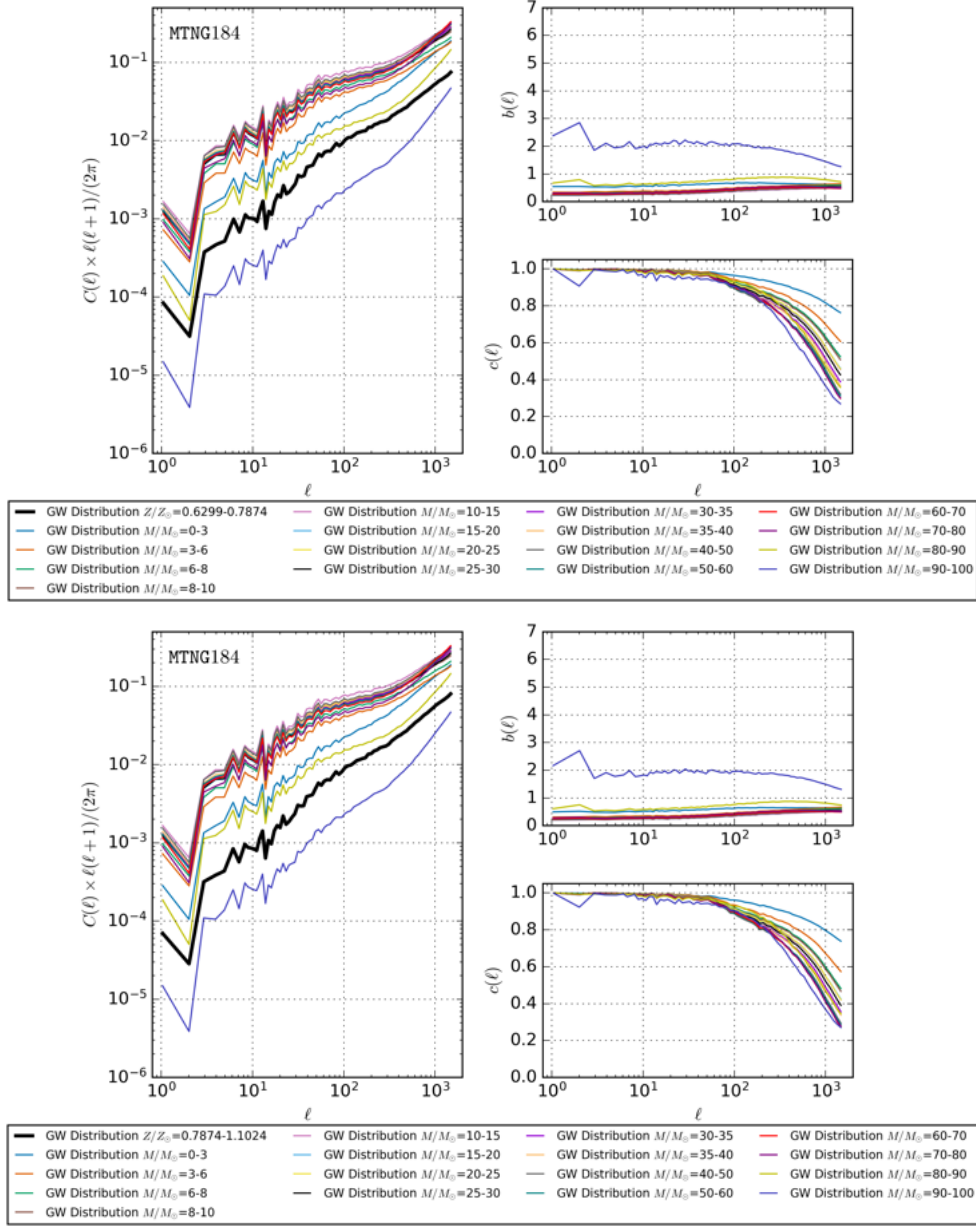 MTNG184
10⁻¹
10⁻²
10⁻³
10⁻⁴
10⁻⁵
10⁻⁶
C(ℓ) × ℓ(ℓ+1)/(2π)
10⁰ 10¹ 10² 10³
ℓ
7
6
5
4
3
2
1
0
b(ℓ)
10⁰ 10¹ 10² 10³
1.0
0.8
0.6
0.4
0.2
0.0
c(ℓ)
10⁰ 10¹ 10² 10³
ℓ
GW Distribution Z/Z⊙=0.6299-0.7874
GW Distribution M/M⊙=0-3
GW Distribution M/M⊙=3-6
GW Distribution M/M⊙=6-8
GW Distribution M/M⊙=8-10
GW Distribution M/M⊙=10-15
GW Distribution M/M⊙=15-20
GW Distribution M/M⊙=20-25
GW Distribution M/M⊙=25-30
GW Distribution M/M⊙=30-35
GW Distribution M/M⊙=35-40
GW Distribution M/M⊙=40-50
GW Distribution M/M⊙=50-60
GW Distribution M/M⊙=60-70
GW Distribution M/M⊙=70-80
GW Distribution M/M⊙=80-90
GW Distribution M/M⊙=90-100
MTNG184
10⁻¹
10⁻²
10⁻³
10⁻⁴
10⁻⁵
10⁻⁶
C(ℓ) × ℓ(ℓ+1)/(2π)
10⁰ 10¹ 10² 10³
ℓ
7
6
5
4
3
2
1
0
b(ℓ)
10⁰ 10¹ 10² 10³
1.0
0.8
0.6
0.4
0.2
0.0
c(ℓ)
10⁰ 10¹ 10² 10³
ℓ
GW Distribution Z/Z⊙=0.7874-1.1024
GW Distribution M/M⊙=0-3
GW Distribution M/M⊙=3-6
GW Distribution M/M⊙=6-8
GW Distribution M/M⊙=8-10
GW Distribution M/M⊙=10-15
GW Distribution M/M⊙=15-20
GW Distribution M/M⊙=20-25
GW Distribution M/M⊙=25-30
GW Distribution M/M⊙=30-35
GW Distribution M/M⊙=35-40
GW Distribution M/M⊙=40-50
GW Distribution M/M⊙=50-60
GW Distribution M/M⊙=60-70
GW Distribution M/M⊙=70-80
GW Distribution M/M⊙=80-90
GW Distribution M/M⊙=90-100